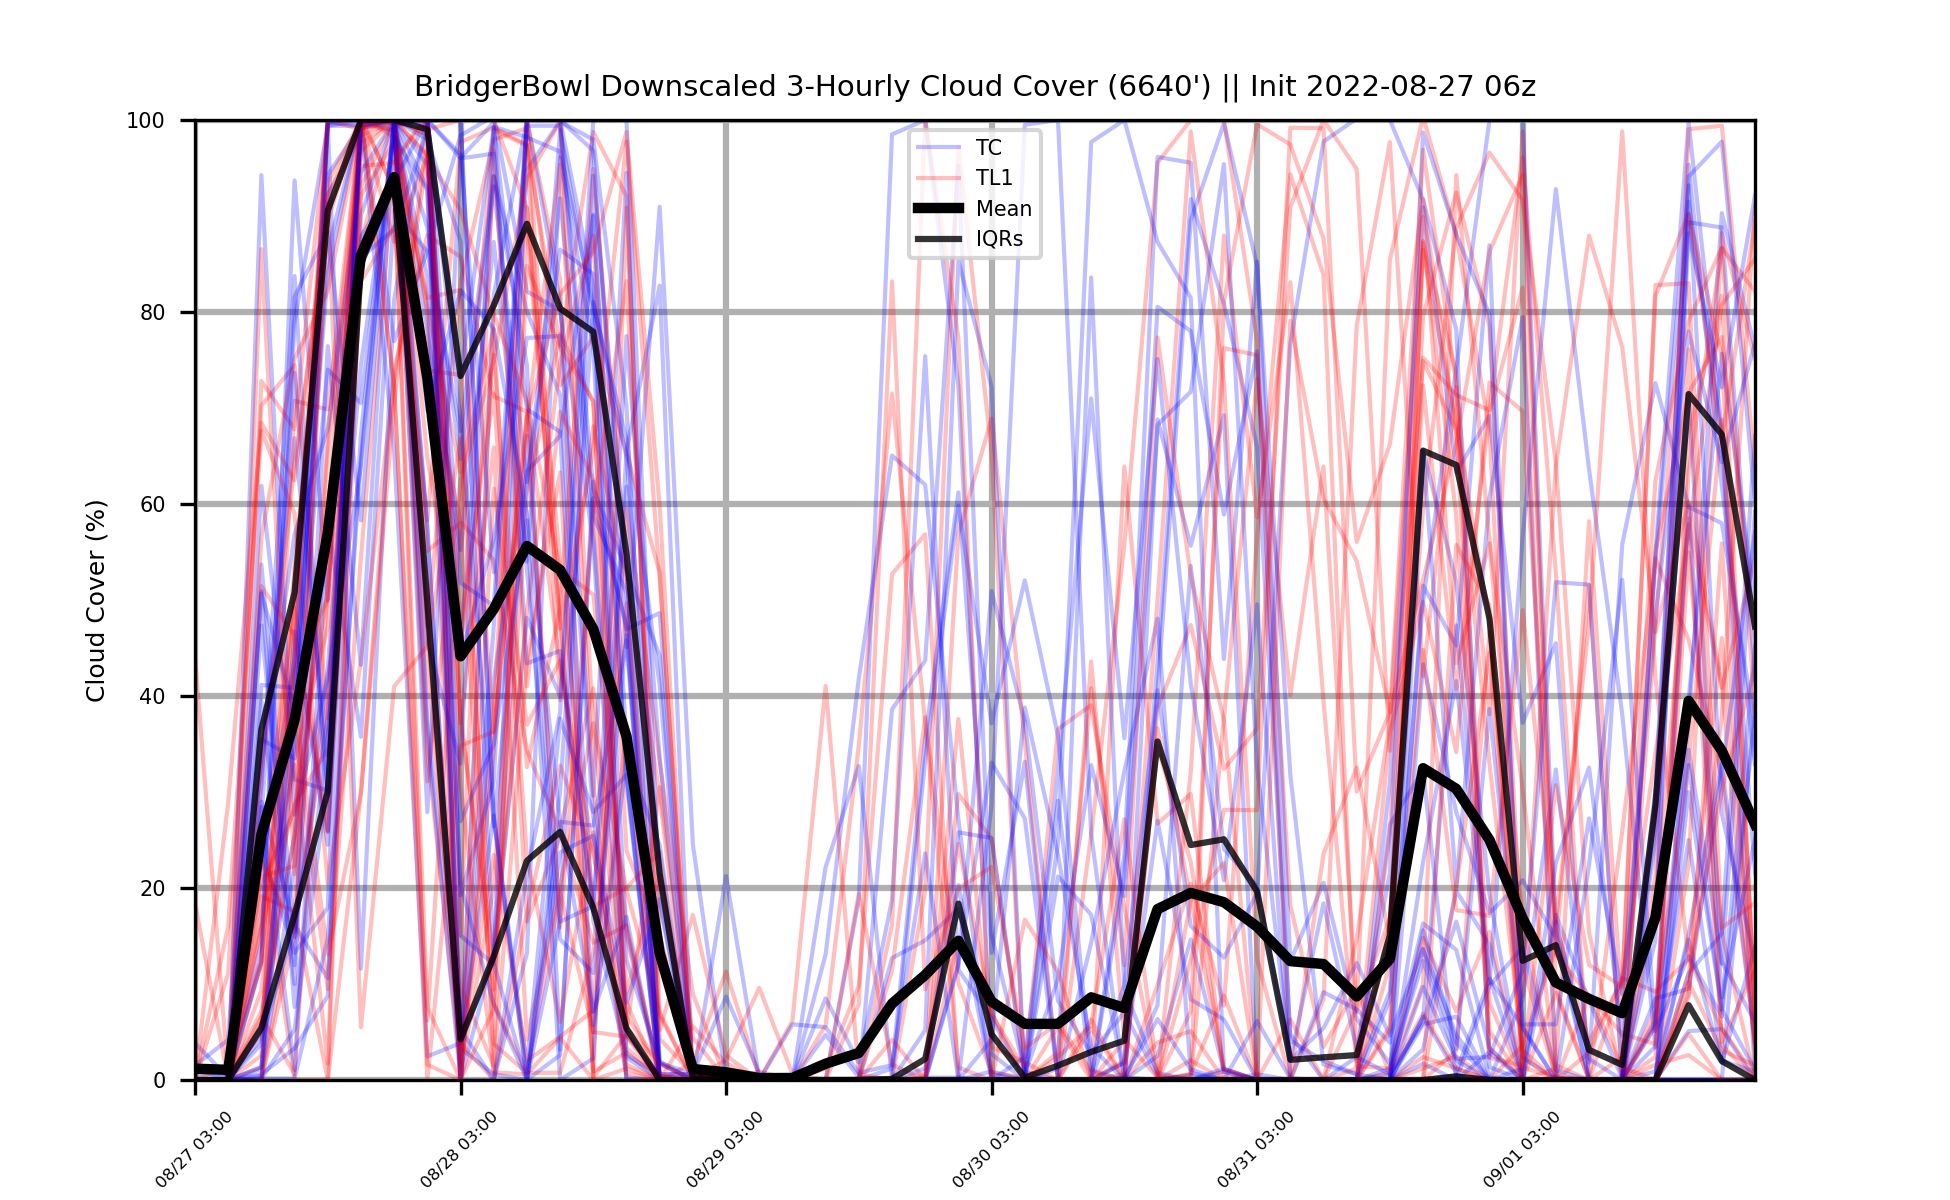 BridgerBowl Downscaled 3-Hourly Cloud Cover (6640') || Init 2022-08-27 06z
TC
TL1
Mean
IQRs
Cloud Cover (%)
100
80
60
40
20
0
08/27 03:00
08/28 03:00
08/29 03:00
08/30 03:00
08/31 03:00
09/01 03:00